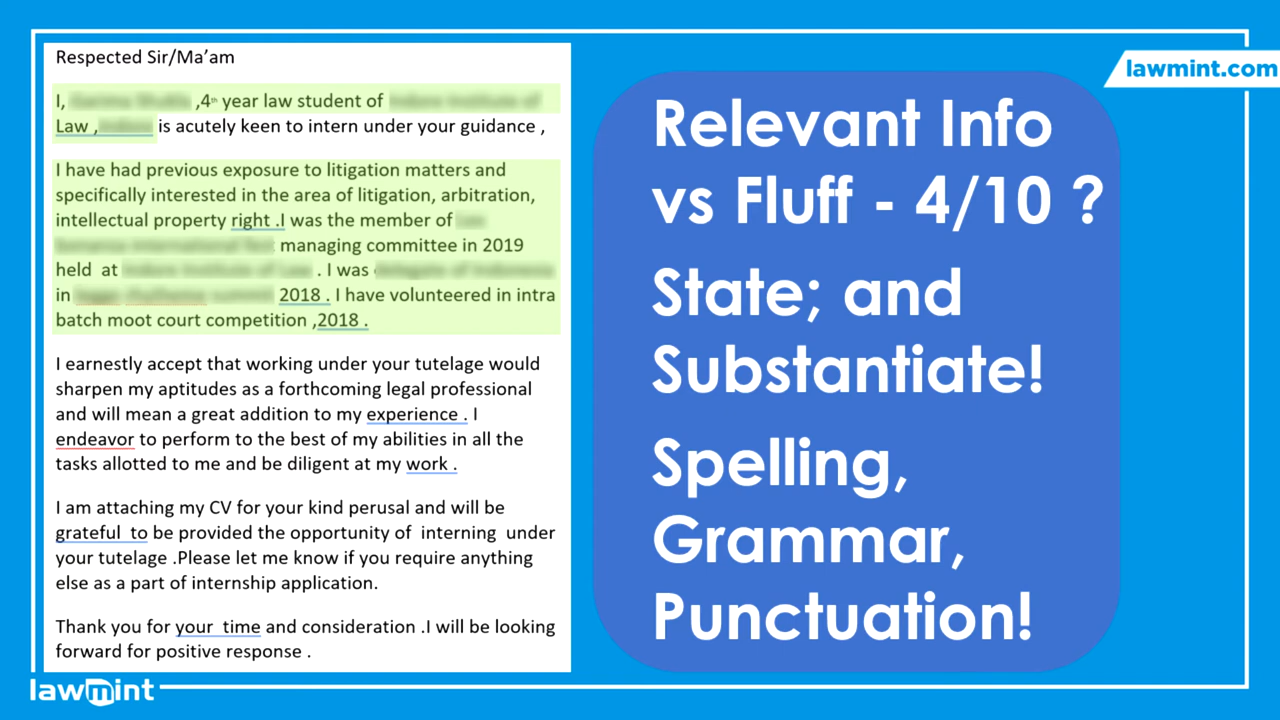 Respected Sir/Ma'am
I, ,4th year law student of
Law , is acutely keen to intern under your guidance ,
I have had previous exposure to litigation matters and
specifically interested in the area of litigation, arbitration,
intellectual property right .I was the member of
managing committee in 2019
held at . I was
in 2018 . I have volunteered in intra
batch moot court competition ,2018 .
I earnestly accept that working under your tutelage would
sharpen my aptitudes as a forthcoming legal professional
and will mean a great addition to my experience . I
endeavor to perform to the best of my abilities in all the
tasks allotted to me and be diligent at my work .
I am attaching my CV for your kind perusal and will be
grateful to be provided the opportunity of interning under
your tutelage .Please let me know if you require anything
else as a part of internship application.
Thank you for your time and consideration .I will be looking
forward for positive response .
lawmint.com
Relevant Info
vs Fluff - 4/10 ?
State; and
Substantiate!
Spelling,
Grammar,
Punctuation!
lawmint